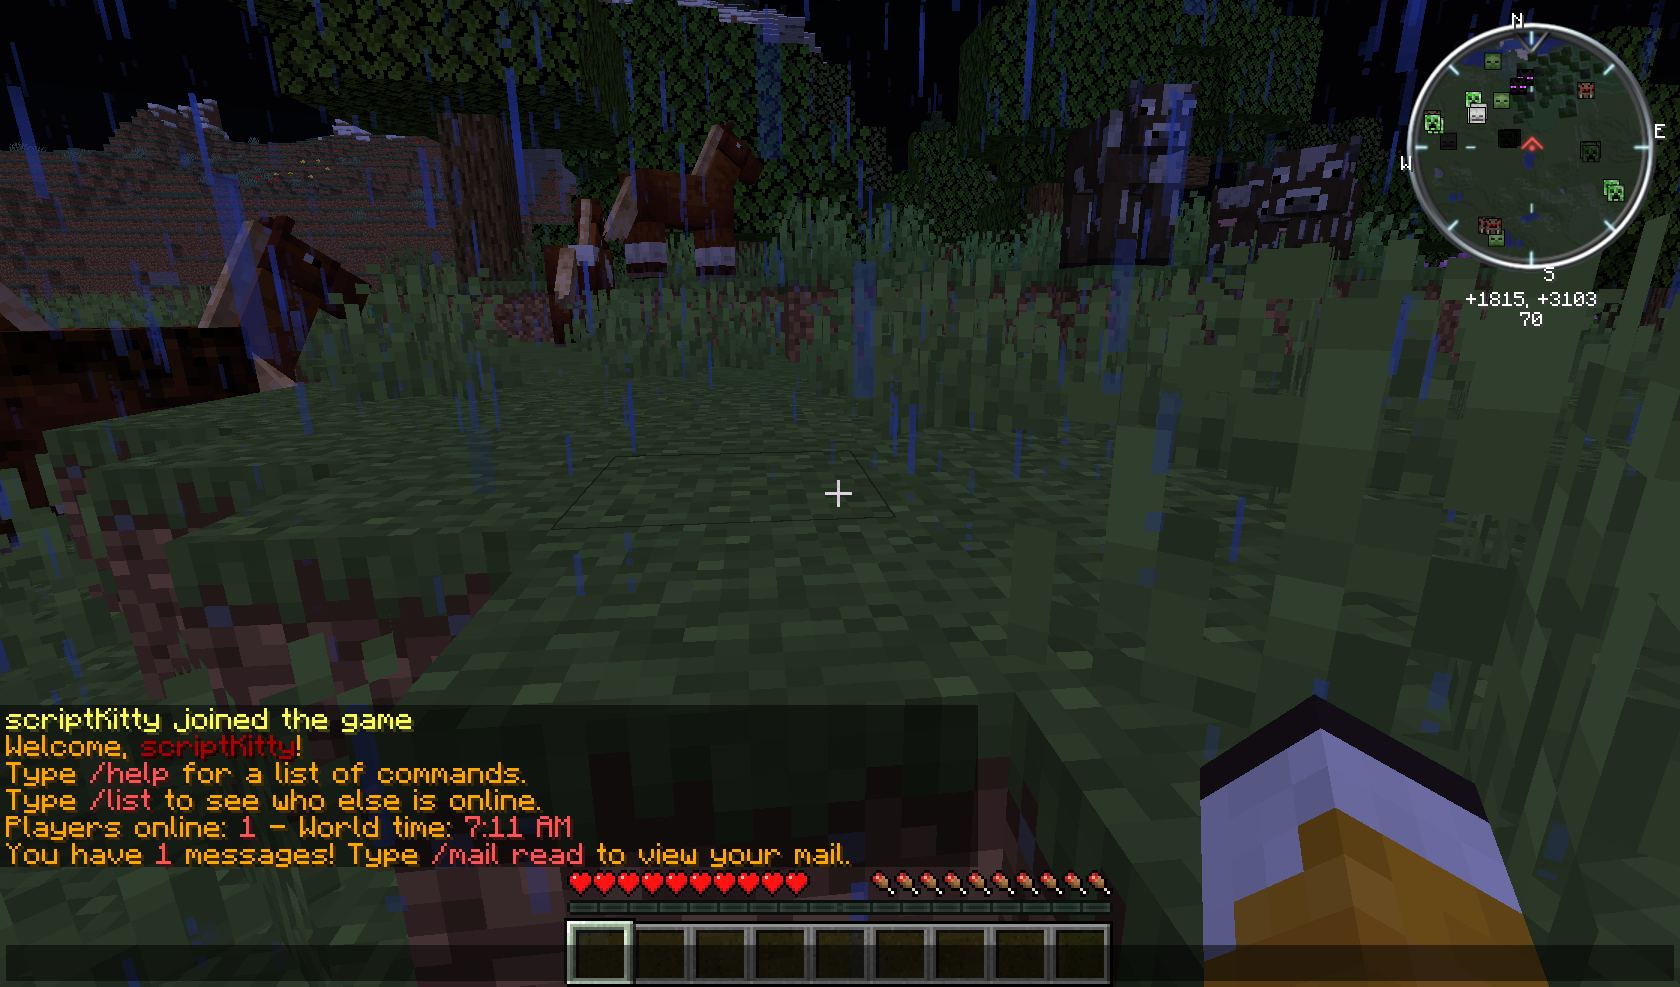 N
E
W
S
+1815, +3103
70
scriptKitty joined the game
Welcome, scriptKitty!
Type /help for a list of commands.
Type /list to see who else is online.
Players online: 1 - World time: 7:11 AM
You have 1 messages! Type /mail read to view your mail.